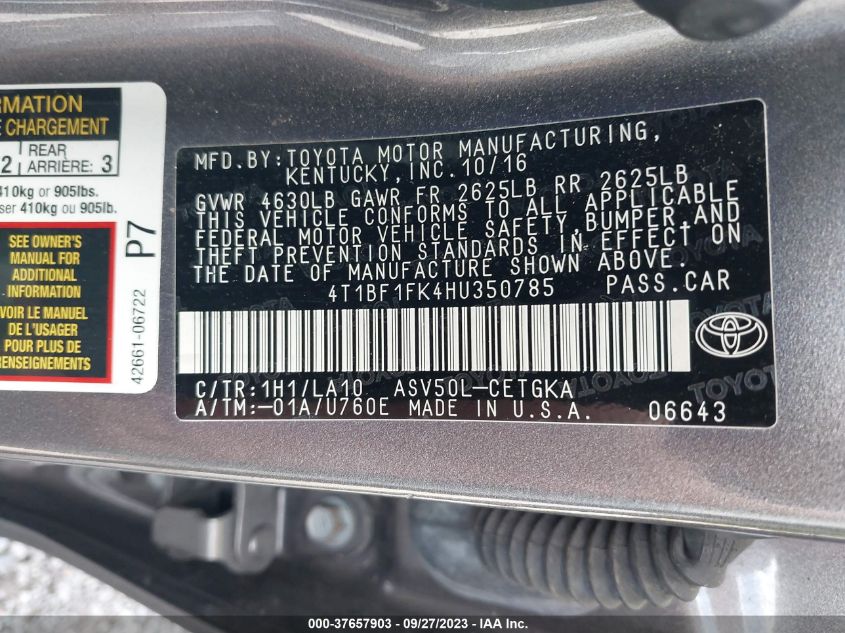 RMATION
E CHARGEMENT
2 REAR ARRIÈRE: 3
410kg or 905lbs.
ser 410kg ou 905lb.
SEE OWNER'S
MANUAL FOR
ADDITIONAL
INFORMATION
VOIR LE MANUEL
DE L'USAGER
POUR PLUS DE
RENSEIGNEMENTS
P7
42661-06722
MFD.BY:TOYOTA MOTOR MANUFACTURING,
KENTUCKY,INC.10/16
GVWR 4630LB GAWR FR 2625LB RR 2625LB
THIS VEHICLE CONFORMS TO ALL APPLICABLE
FEDERAL MOTOR VEHICLE SAFETY,BUMPER,AND
THEFT PREVENTION STANDARDS IN EFFECT ON
THE DATE OF MANUFACTURE SHOWN ABOVE.
4T1BF1FK4HU350785 PASS.CAR
C/TR:1H1/LA10 ASV50L-CETGKA
A/TM:-01A/U760E MADE IN U.S.A. 06643
000-37657903 - 09/27/2023 - IAA Inc.